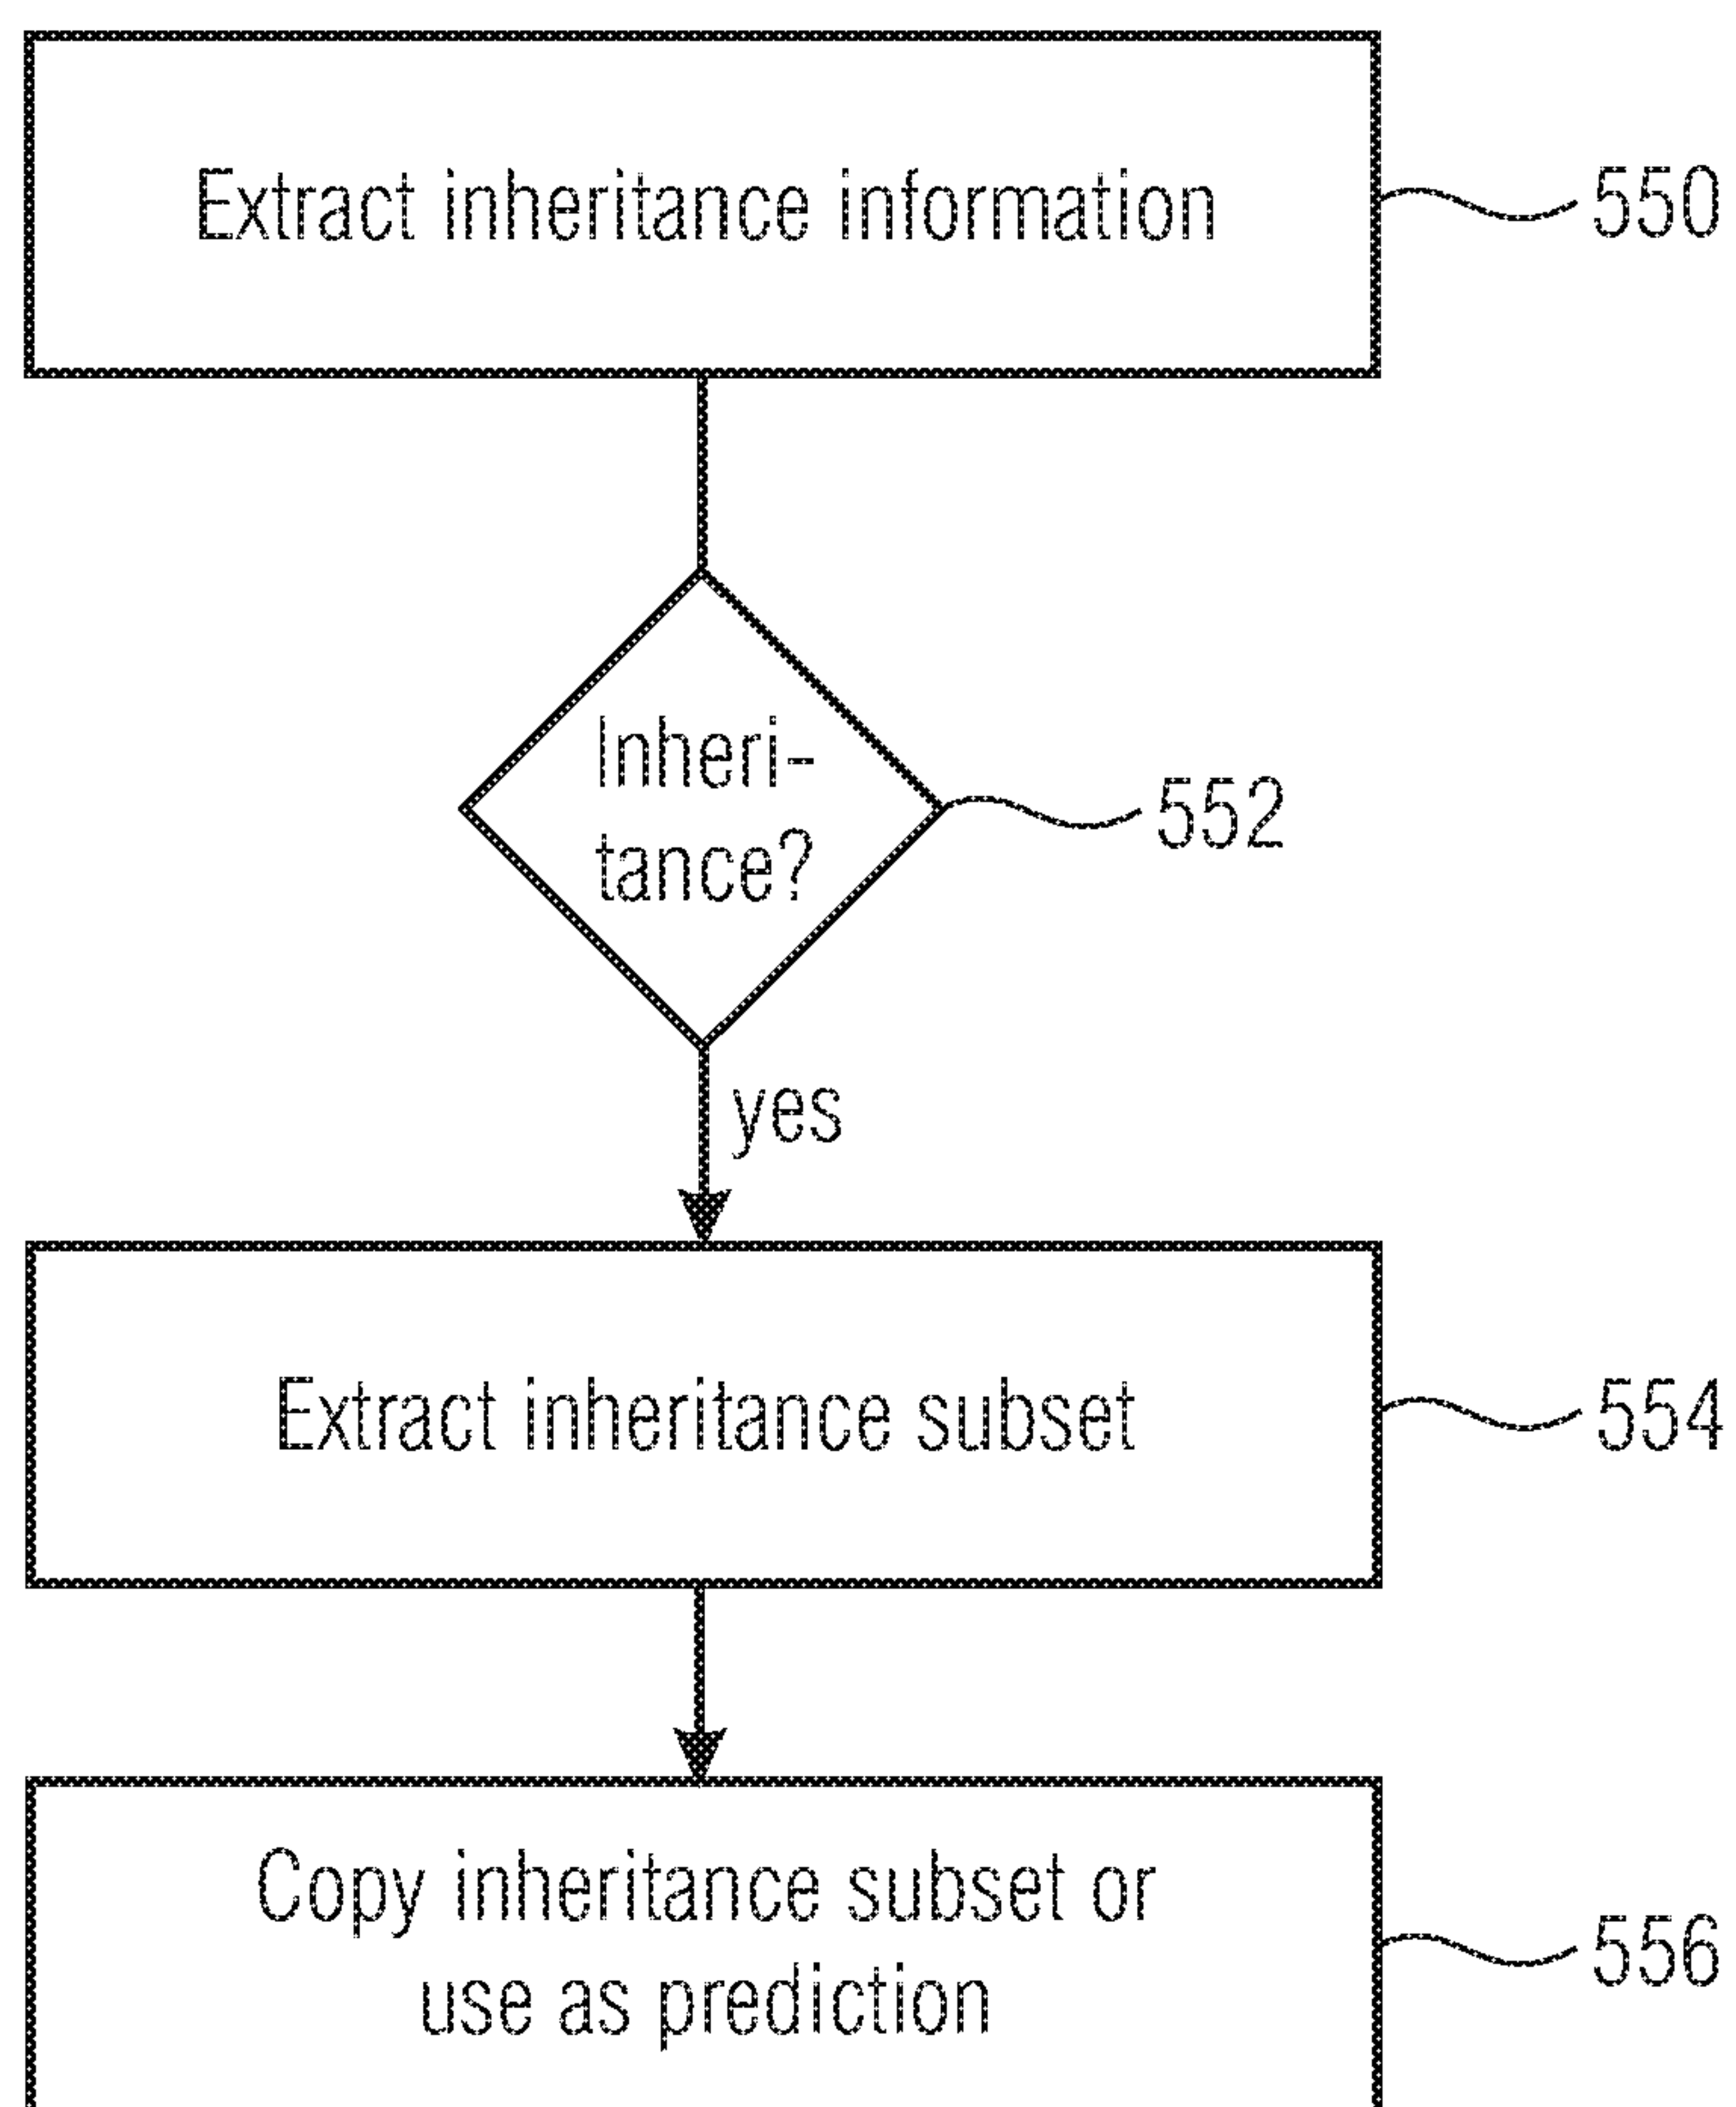 Extract inheritance information
550
Inheri-
tance?
552
yes
Extract inheritance subset
554
Copy inheritance subset or
use as prediction
556